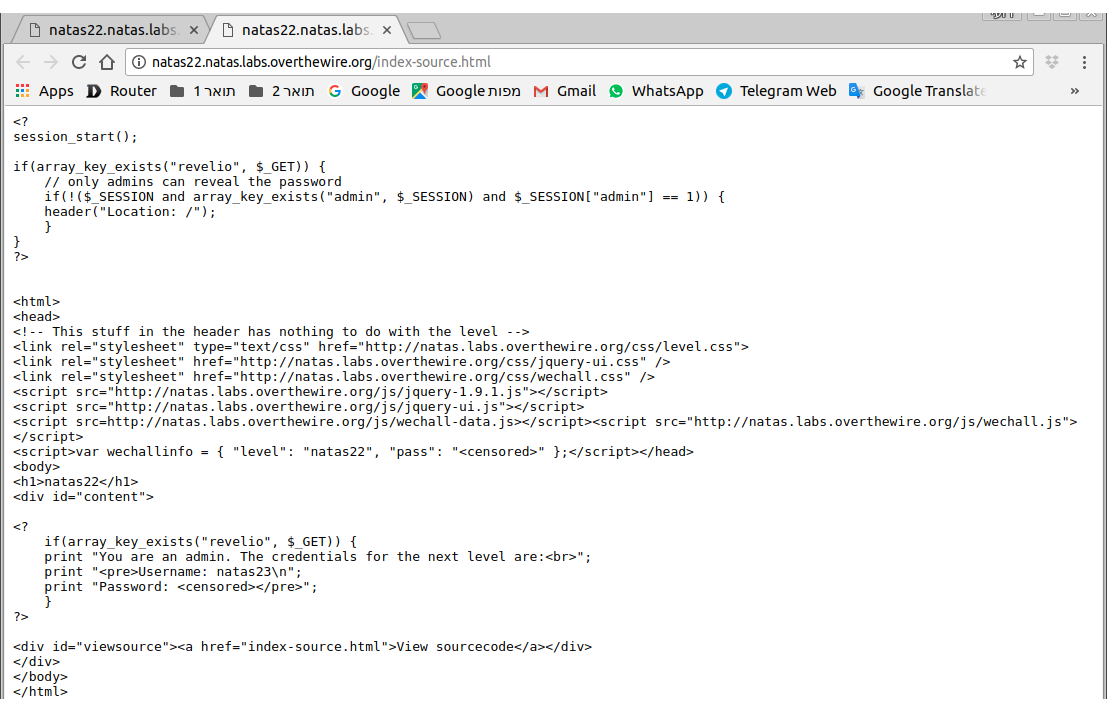 natas22.natas.labs. × natas22.natas.labs. ×
natas22.natas.labs.overthewire.org/index-source.html
Apps Router תואר 1 תואר 2 Google Google מפות Gmail WhatsApp Telegram Web Google Translate »
<?
session_start();

if(array_key_exists("revelio", $_GET)) {
    // only admins can reveal the password
    if(!($_SESSION and array_key_exists("admin", $_SESSION) and $_SESSION["admin"] == 1)) {
    header("Location: /");
    }
}
?>


<html>
<head>
<!-- This stuff in the header has nothing to do with the level -->
<link rel="stylesheet" type="text/css" href="http://natas.labs.overthewire.org/css/level.css">
<link rel="stylesheet" href="http://natas.labs.overthewire.org/css/jquery-ui.css" />
<link rel="stylesheet" href="http://natas.labs.overthewire.org/css/wechall.css" />
<script src="http://natas.labs.overthewire.org/js/jquery-1.9.1.js"></script>
<script src="http://natas.labs.overthewire.org/js/jquery-ui.js"></script>
<script src=http://natas.labs.overthewire.org/js/wechall-data.js></script><script src="http://natas.labs.overthewire.org/js/wechall.js">
</script>
<script>var wechallinfo = { "level": "natas22", "pass": "<censored>" };</script></head>
<body>
<h1>natas22</h1>
<div id="content">

<?
    if(array_key_exists("revelio", $_GET)) {
    print "You are an admin. The credentials for the next level are:<br>";
    print "<pre>Username: natas23\n";
    print "Password: <censored></pre>";
    }
?>

<div id="viewsource"><a href="index-source.html">View sourcecode</a></div>
</div>
</body>
</html>